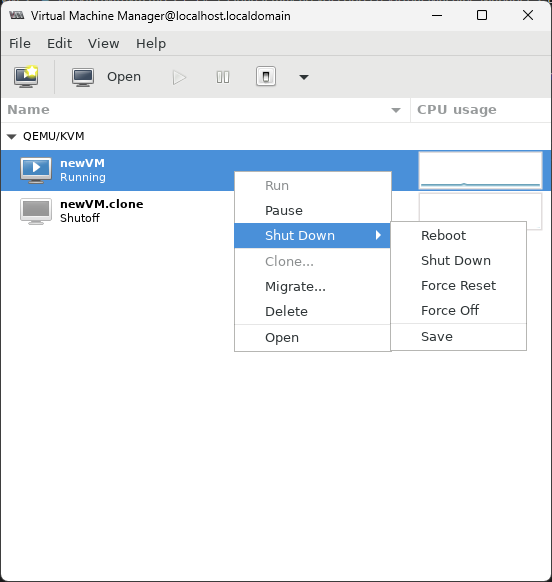 Virtual Machine Manager@localhost.localdomain
File Edit View Help
Open
Name CPU usage
QEMU/KVM
newVM
Running
newVM.clone
Shutoff
Run
Pause
Shut Down
Clone...
Migrate...
Delete
Open
Reboot
Shut Down
Force Reset
Force Off
Save